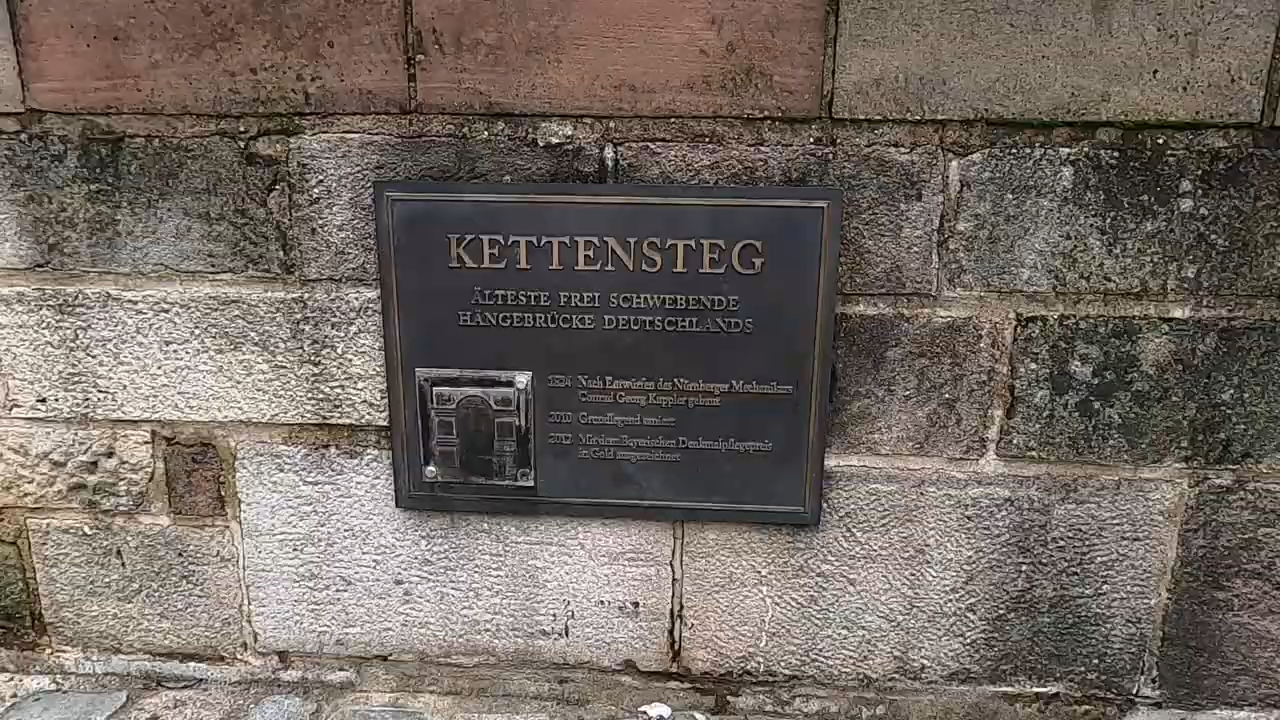 KETTENSTEG
ÄLTESTE FREI SCHWEBENDE
HÄNGEBRÜCKE DEUTSCHLANDS
1824 Nach Entwürfen des Nürnberger Mechanikers
Conrad Georg Kuppler gebaut
2010 Grundlegend saniert
2012 Mit dem Bayerischen Denkmalpflegepreis
in Gold ausgezeichnet